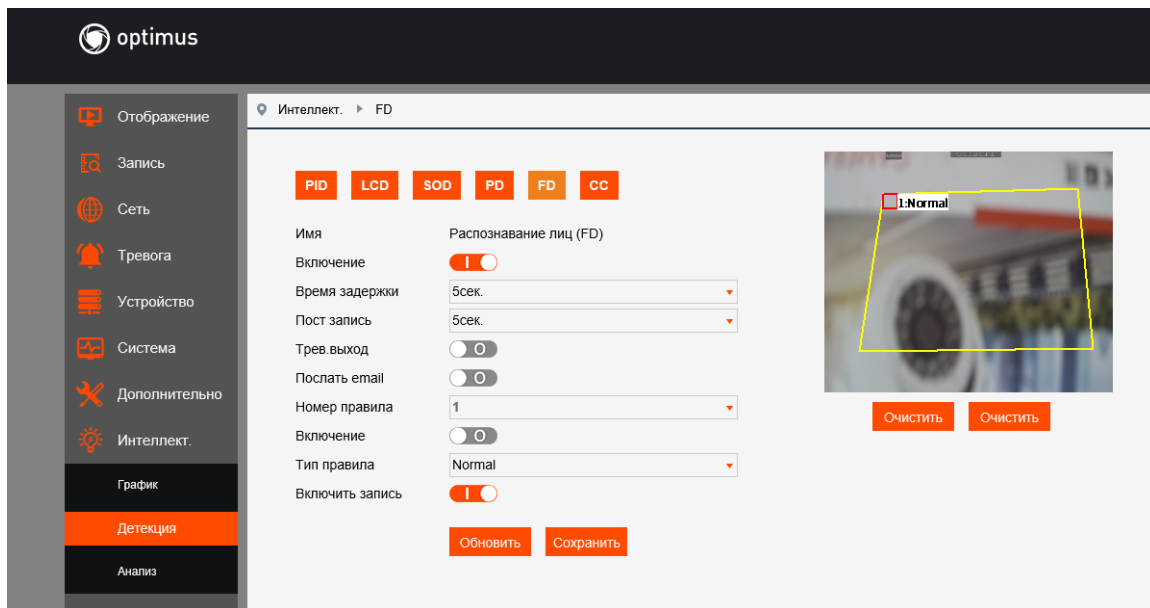 optimus
Отображение
Запись
Сеть
Тревога
Устройство
Система
Дополнительно
Интеллект.
График
Детекция
Анализ
Интеллект. FD
PID LCD SOD PD FD CC
Имя Распознавание лиц (FD)
Включение I
Время задержки 5сек.
Пост запись 5сек.
Трев.выход O
Послать email O
Номер правила 1
Включение O
Тип правила Normal
Включить запись I
Обновить Сохранить
1:Normal
Очистить Очистить